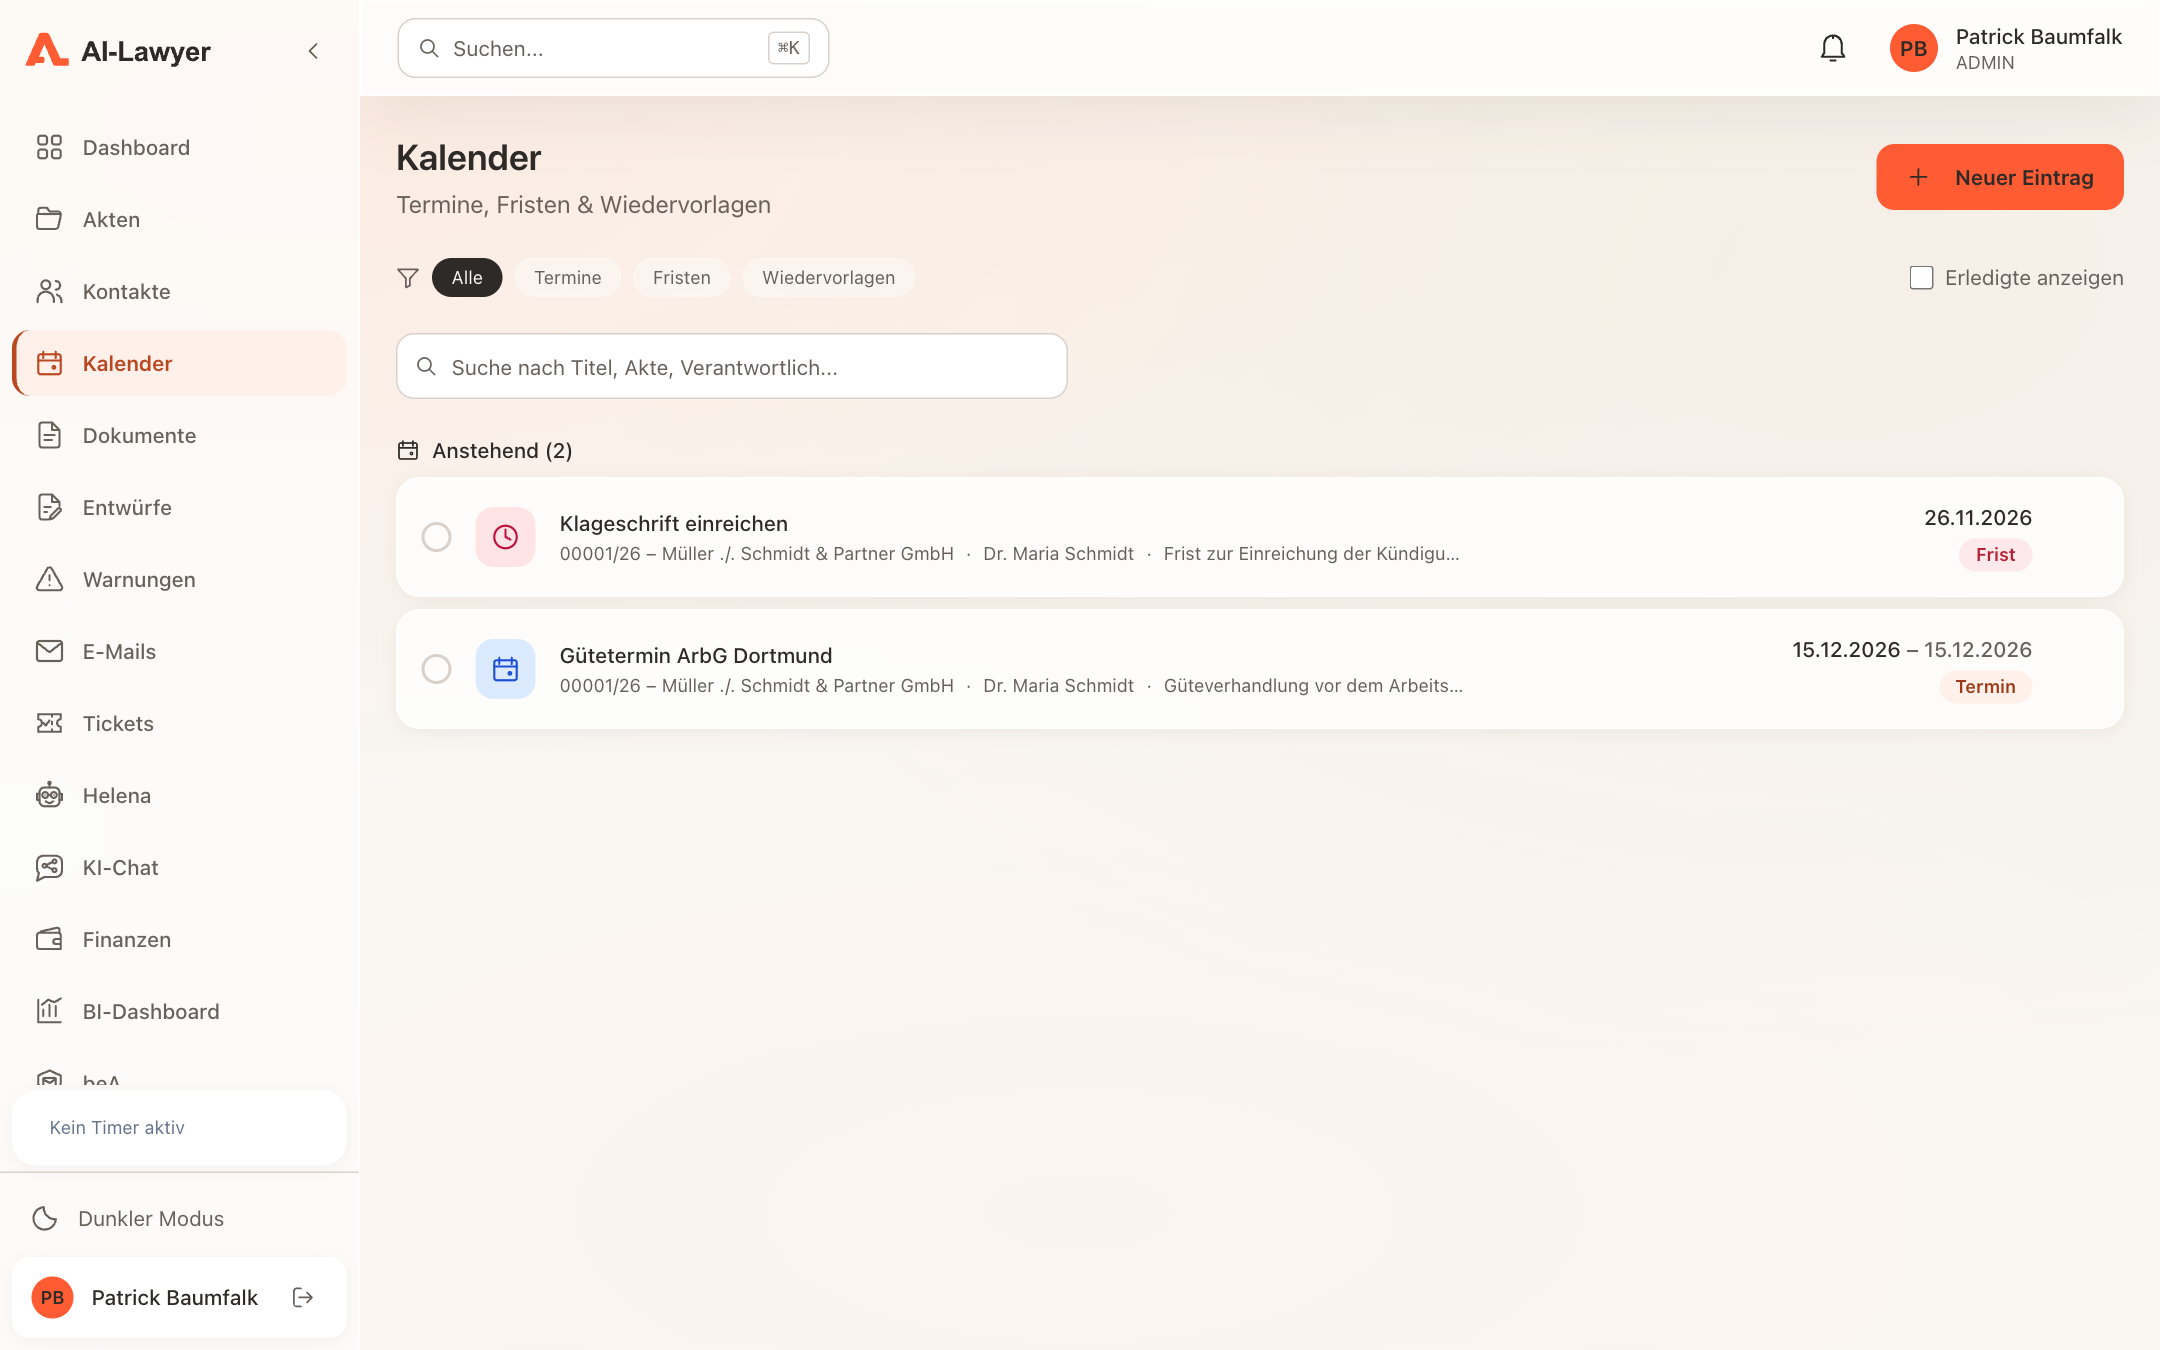 AI-Lawyer
Suchen...
⌘K
PB
Patrick Baumfalk
ADMIN
Dashboard
Akten
Kontakte
Kalender
Dokumente
Entwürfe
Warnungen
E-Mails
Tickets
Helena
KI-Chat
Finanzen
BI-Dashboard
beA
Kein Timer aktiv
Dunkler Modus
PB
Patrick Baumfalk
Kalender
Termine, Fristen & Wiedervorlagen
+ Neuer Eintrag
Alle
Termine
Fristen
Wiedervorlagen
Erledigte anzeigen
Suche nach Titel, Akte, Verantwortlich...
Anstehend (2)
Klageschrift einreichen
00001/26 – Müller ./. Schmidt & Partner GmbH · Dr. Maria Schmidt · Frist zur Einreichung der Kündigu...
26.11.2026
Frist
Gütetermin ArbG Dortmund
00001/26 – Müller ./. Schmidt & Partner GmbH · Dr. Maria Schmidt · Güteverhandlung vor dem Arbeits...
15.12.2026 – 15.12.2026
Termin